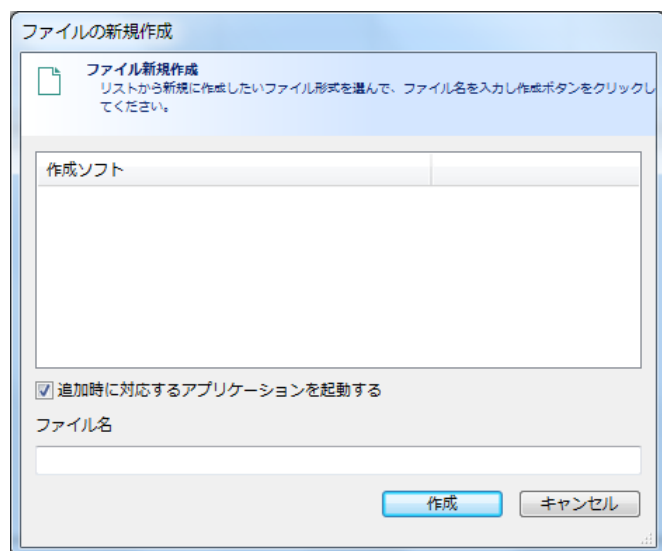 ファイルの新規作成
ファイル新規作成
リストから新規に作成したいファイル形式を選んで、ファイル名を入力し作成ボタンをクリックし
てください。
作成ソフト
追加時に対応するアプリケーションを起動する
ファイル名
作成
キャンセル